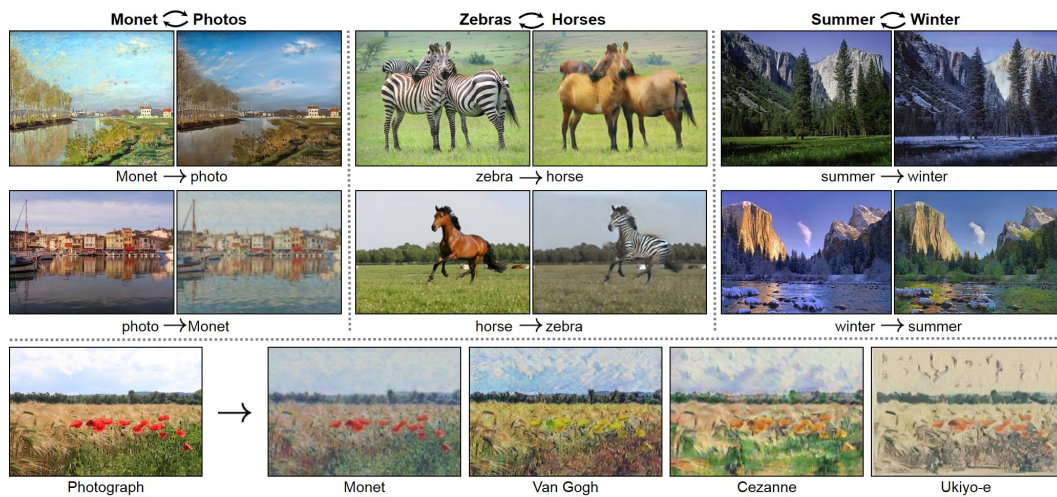 Monet ⇄ Photos
Zebras ⇄ Horses
Summer ⇄ Winter
Monet → photo
zebra → horse
summer → winter
photo → Monet
horse → zebra
winter → summer
Photograph
Monet
Van Gogh
Cezanne
Ukiyo-e